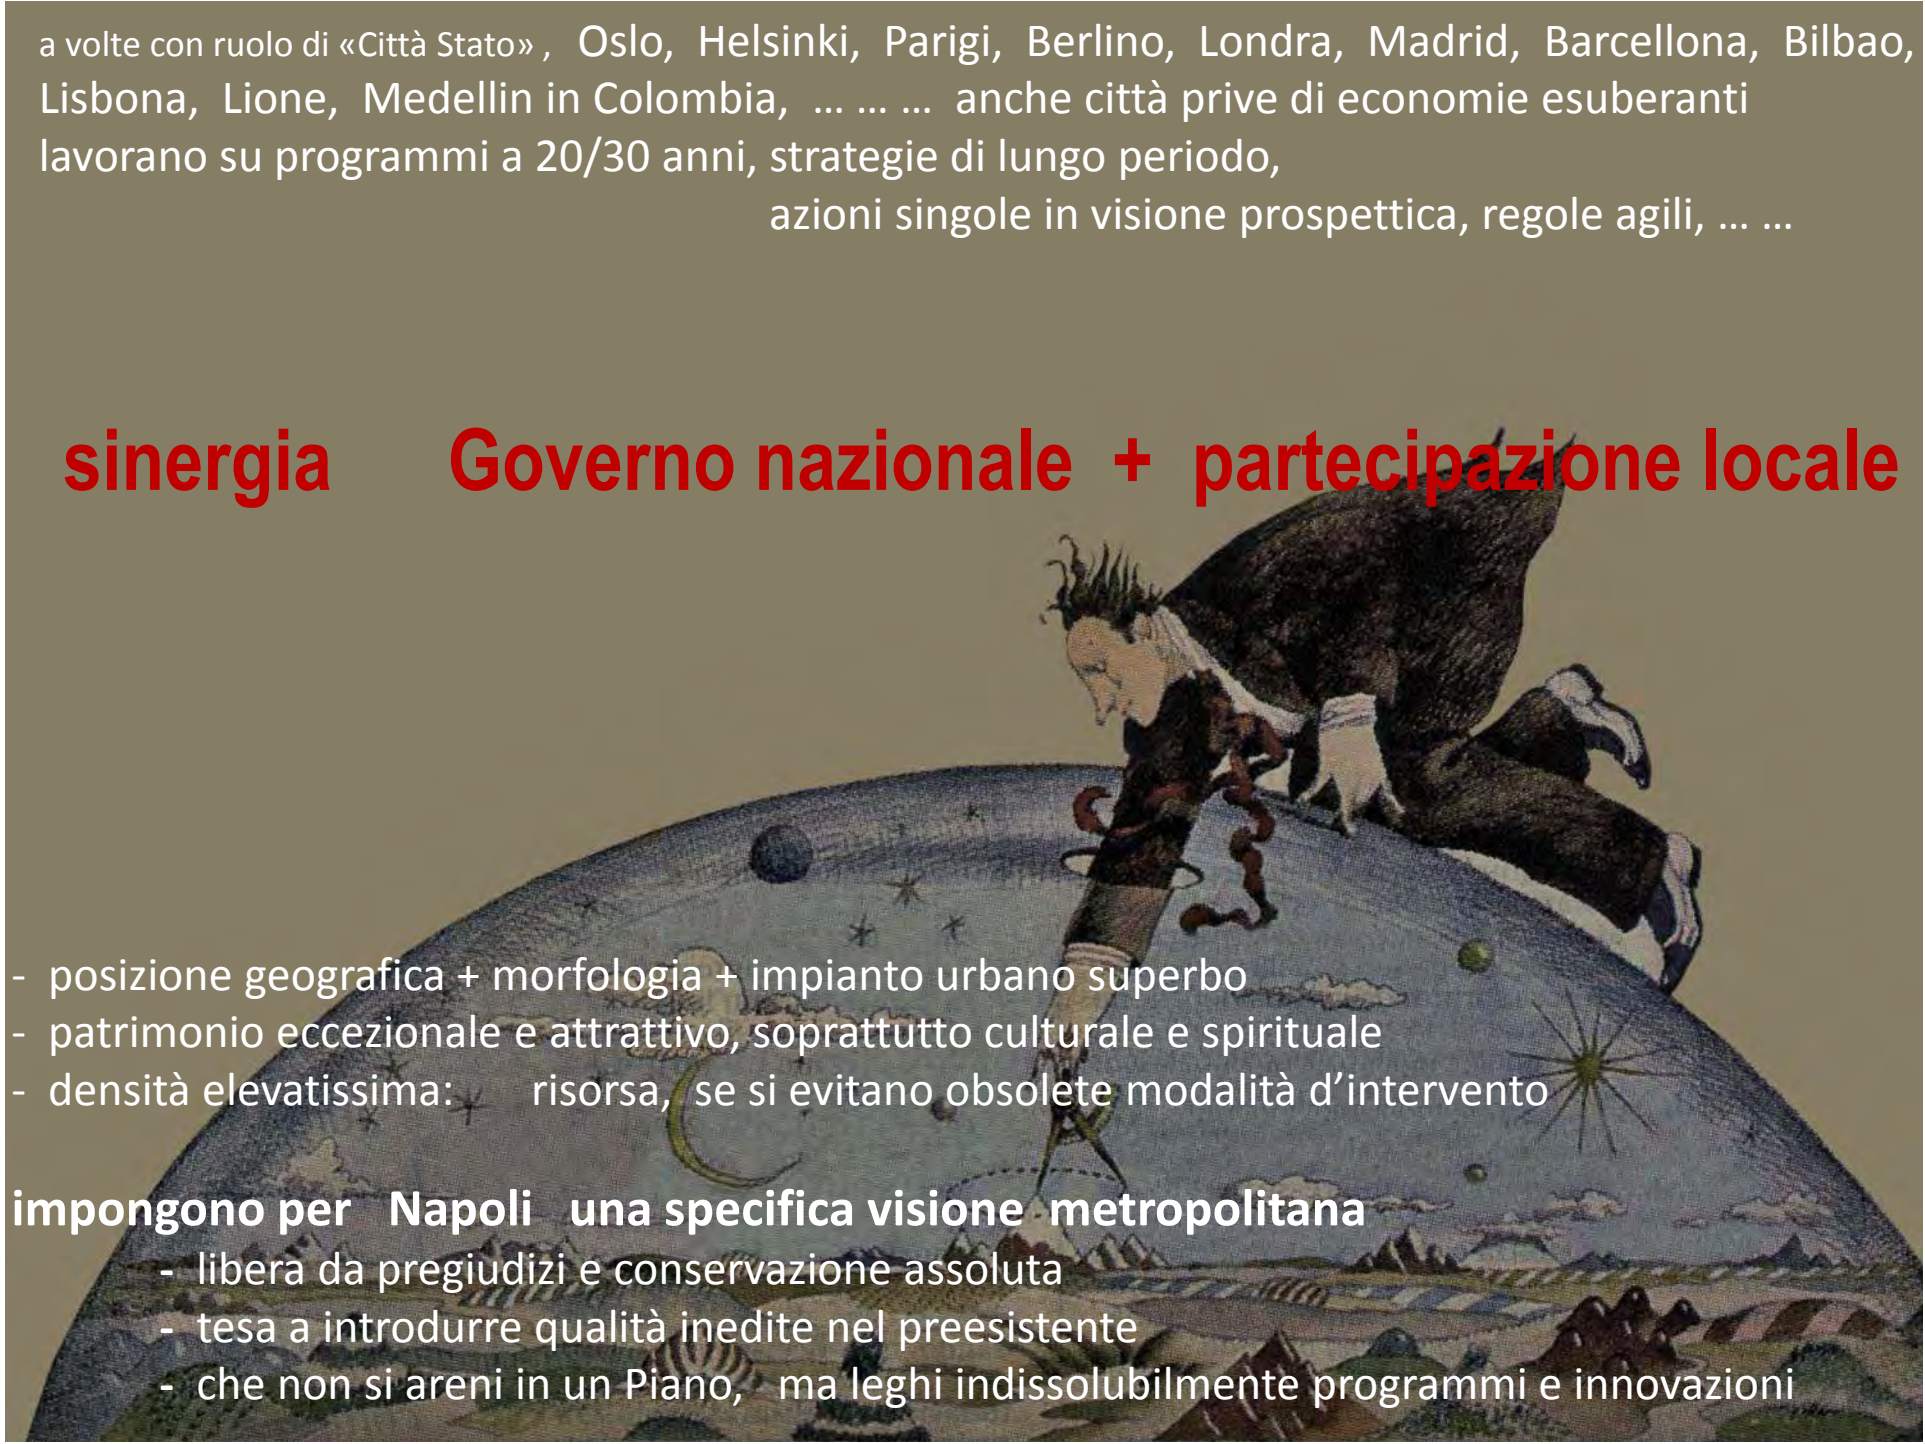 a volte con ruolo di «Città Stato» , Oslo, Helsinki, Parigi, Berlino, Londra, Madrid, Barcellona, Bilbao,
Lisbona, Lione, Medellin in Colombia, ... ... ... anche città prive di economie esuberanti
lavorano su programmi a 20/30 anni, strategie di lungo periodo,
azioni singole in visione prospettica, regole agili, ... ...
sinergia Governo nazionale + partecipazione locale
- posizione geografica + morfologia + impianto urbano superbo
- patrimonio eccezionale e attrattivo, soprattutto culturale e spirituale
- densità elevatissima: risorsa, se si evitano obsolete modalità d’intervento
impongono per Napoli una specifica visione metropolitana
- libera da pregiudizi e conservazione assoluta
- tesa a introdurre qualità inedite nel preesistente
- che non si areni in un Piano, ma leghi indissolubilmente programmi e innovazioni